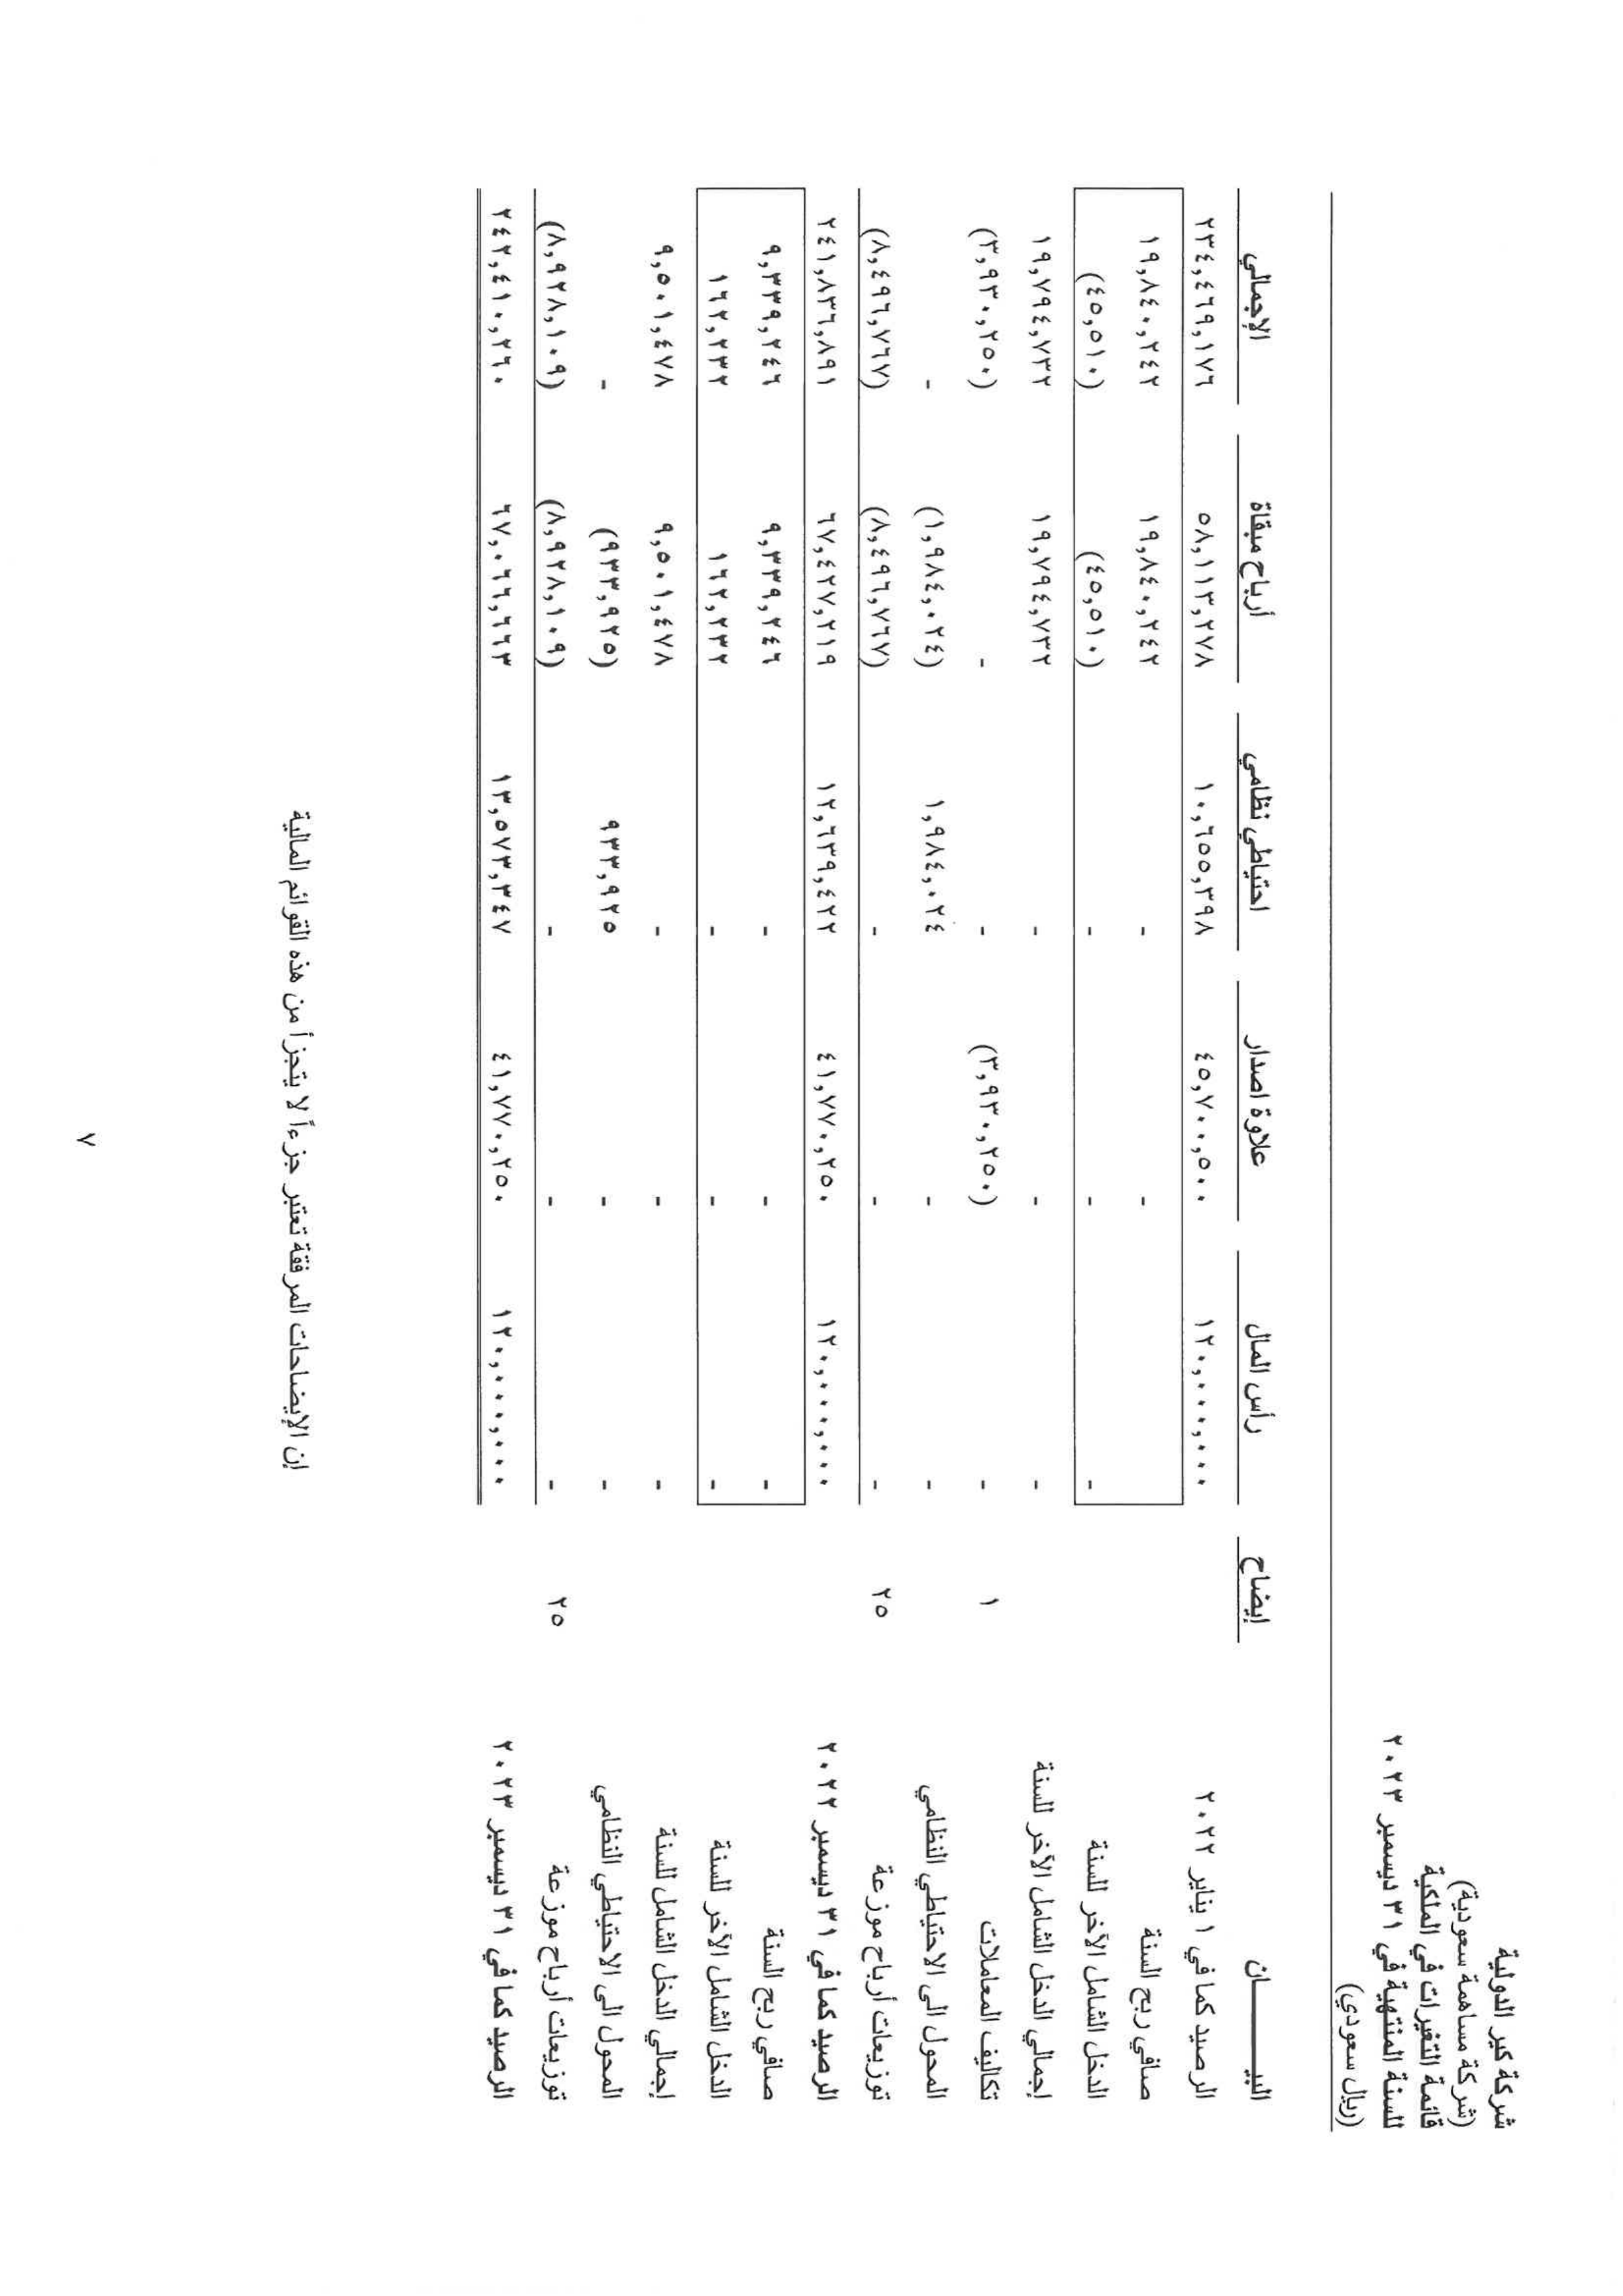 شركة كير الدولية
(شركة مساهمة سعودية)
قائمة التغيرات في الملكية
للسنة المنتهية في ٣١ ديسمبر ٢٠٢٣
(ريال سعودي)
البيـــــان إيضاح رأس المال علاوة اصدار احتياطي نظامي أرباح مبقاة الإجمالي
الرصيد كما في ١ يناير ٢٠٢٢ ١٢٠,٠٠٠,٠٠٠ ٤٥,٧٠٠,٥٠٠ ١٠,٦٥٥,٣٩٨ ٥٨,١١٣,٢٧٨ ٢٣٤,٤٦٩,١٧٦
صافي ربح السنة - - ١٩,٨٤٠,٢٤٢ ١٩,٨٤٠,٢٤٢
الدخل الشامل الآخر للسنة - - - (٤٥,٥١٠) (٤٥,٥١٠)
إجمالي الدخل الشامل الآخر للسنة - - - ١٩,٧٩٤,٧٣٢ ١٩,٧٩٤,٧٣٢
تكاليف المعاملات ١ - (٣,٩٣٠,٢٥٠) - - (٣,٩٣٠,٢٥٠)
المحول الى الاحتياطي النظامي - - ١,٩٨٤,٠٢٤ (١,٩٨٤,٠٢٤) -
توزيعات أرباح موزعة ٢٥ - - - (٨,٤٩٦,٧٦٧) (٨,٤٩٦,٧٦٧)
الرصيد كما في ٣١ ديسمبر ٢٠٢٢ ١٢٠,٠٠٠,٠٠٠ ٤١,٧٧٠,٢٥٠ ١٢,٦٣٩,٤٢٢ ٦٧,٤٢٧,٢١٩ ٢٤١,٨٣٦,٨٩١
صافي ربح السنة - - - ٩,٣٣٩,٢٤٦ ٩,٣٣٩,٢٤٦
الدخل الشامل الآخر للسنة - - - ١٦٢,٢٣٢ ١٦٢,٢٣٢
إجمالي الدخل الشامل للسنة - - - ٩,٥٠١,٤٧٨ ٩,٥٠١,٤٧٨
المحول الى الاحتياطي النظامي - - ٩٣٣,٩٢٥ (٩٣٣,٩٢٥) -
توزيعات أرباح موزعة ٢٥ - - - (٨,٩٢٨,١٠٩) (٨,٩٢٨,١٠٩)
الرصيد كما في ٣١ ديسمبر ٢٠٢٣ ١٢٠,٠٠٠,٠٠٠ ٤١,٧٧٠,٢٥٠ ١٣,٥٧٣,٣٤٧ ٦٧,٠٦٦,٦٦٣ ٢٤٢,٤١٠,٢٦٠
إن الإيضاحات المرفقة تعتبر جزءاً لا يتجزأ من هذه القوائم المالية
٧